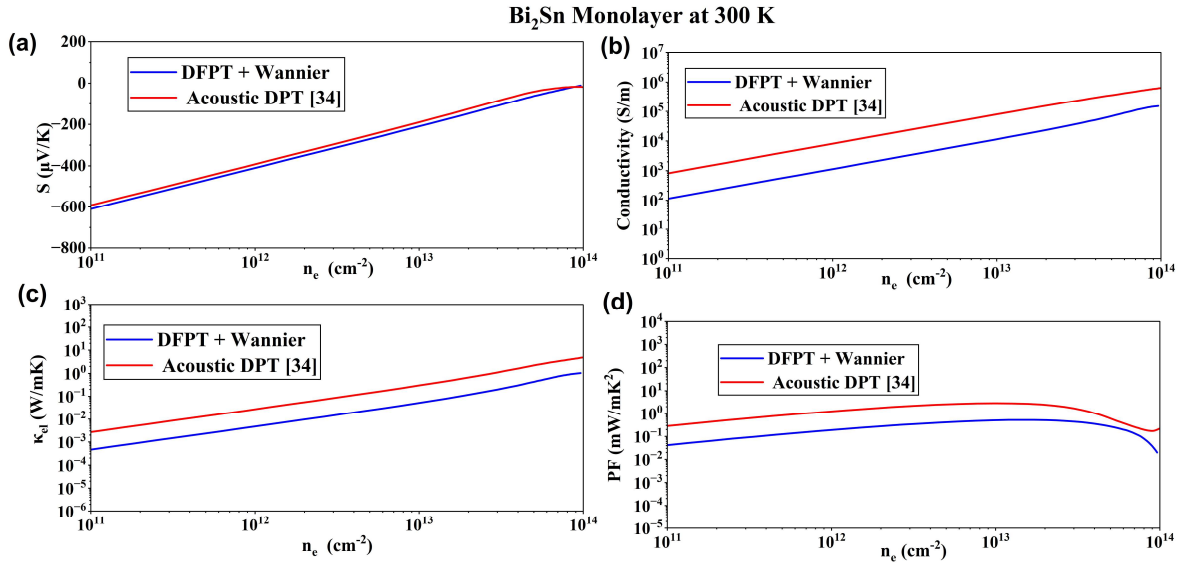 Bi₂Sn Monolayer at 300 K
(a)
200
0
−200
−400
−600
−800
S (μV/K)
DFPT + Wannier
Acoustic DPT [34]
10¹¹
10¹²
10¹³
10¹⁴
nₑ (cm⁻²)
(b)
10⁷
10⁶
10⁵
10⁴
10³
10²
10¹
10⁰
Conductivity (S/m)
DFPT + Wannier
Acoustic DPT [34]
10¹¹
10¹²
10¹³
10¹⁴
nₑ (cm⁻²)
(c)
10³
10²
10¹
10⁰
10⁻¹
10⁻²
10⁻³
10⁻⁴
10⁻⁵
10⁻⁶
κₑₗ (W/mK)
DFPT + Wannier
Acoustic DPT [34]
10¹¹
10¹²
10¹³
10¹⁴
nₑ (cm⁻²)
(d)
10⁴
10³
10²
10¹
10⁰
10⁻¹
10⁻²
10⁻³
10⁻⁴
10⁻⁵
PF (mW/mK²)
DFPT + Wannier
Acoustic DPT [34]
10¹¹
10¹²
10¹³
10¹⁴
nₑ (cm⁻²)